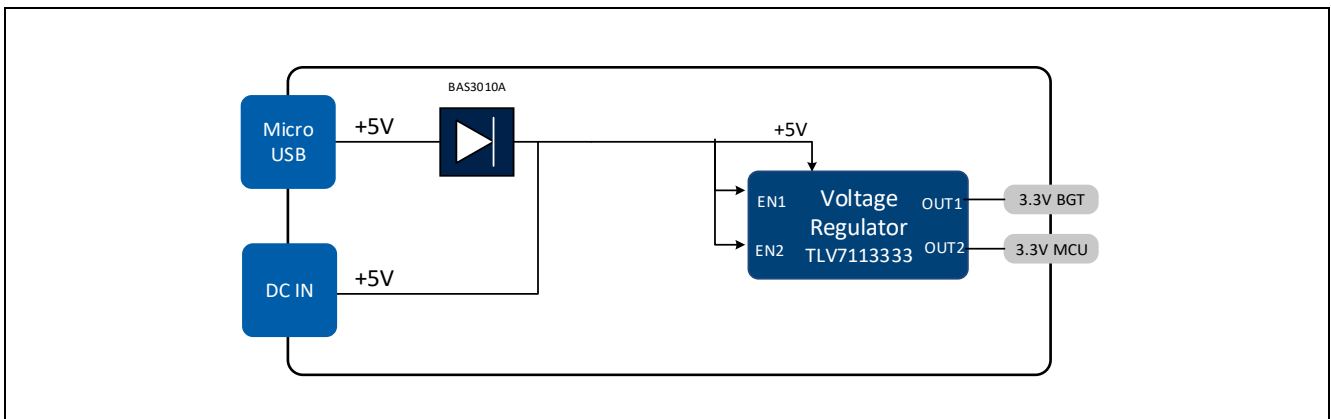 BAS3010A
Micro
USB
+5V
+5V
EN1
Voltage
Regulator
TLV7113333
EN2
OUT1
OUT2
3.3V BGT
3.3V MCU
DC IN
+5V